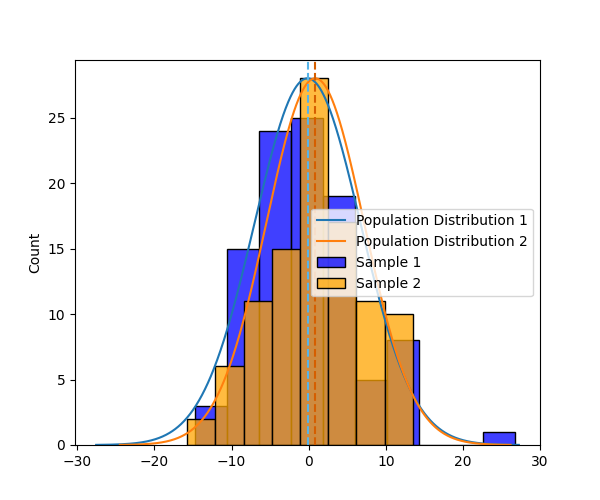 25
20
15
10
5
0
Count
Population Distribution 1
Population Distribution 2
Sample 1
Sample 2
−30
−20
−10
0
10
20
30